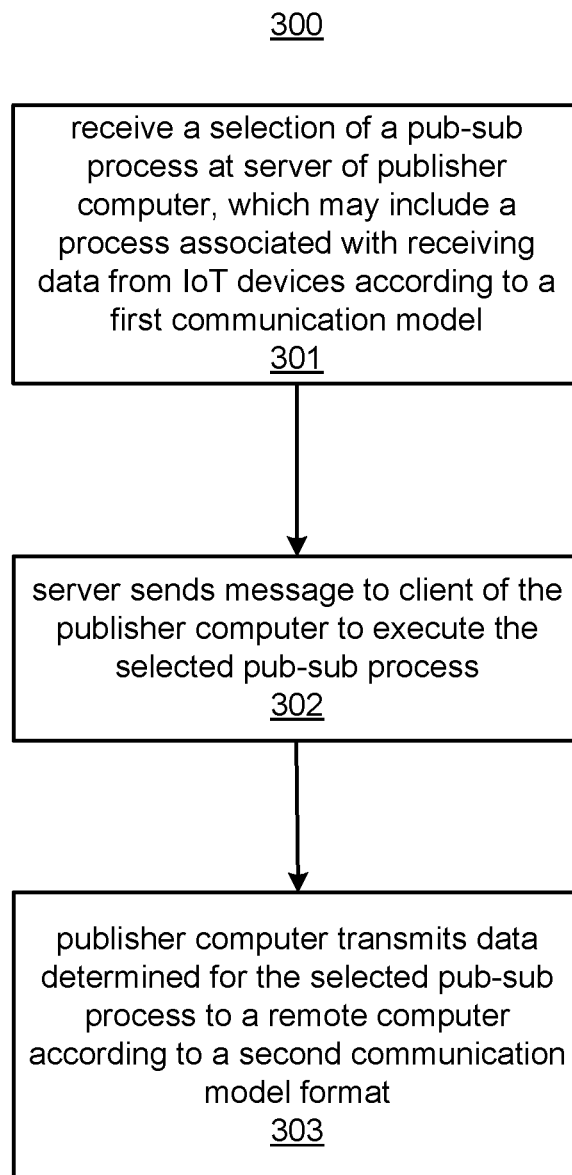 300
receive a selection of a pub-sub
process at server of publisher
computer, which may include a
process associated with receiving
data from IoT devices according to a
first communication model
301
server sends message to client of the
publisher computer to execute the
selected pub-sub process
302
publisher computer transmits data
determined for the selected pub-sub
process to a remote computer
according to a second communication
model format
303